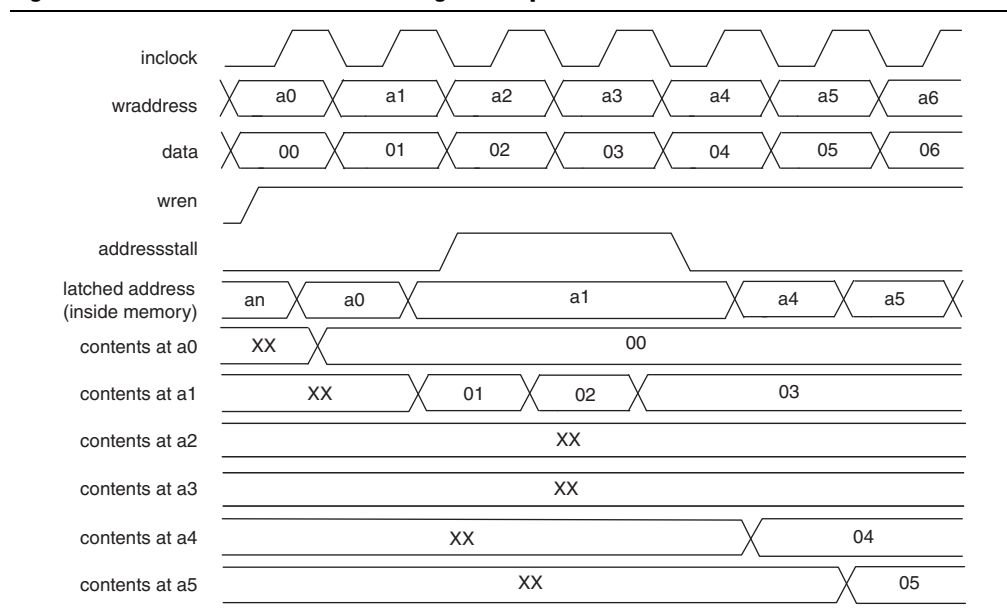 inclock
wraddress a0 a1 a2 a3 a4 a5 a6
data 00 01 02 03 04 05 06
wren
addressstall
latched address
(inside memory) an a0 a1 a4 a5
contents at a0 XX 00
contents at a1 XX 01 02 03
contents at a2 XX
contents at a3 XX
contents at a4 XX 04
contents at a5 XX 05